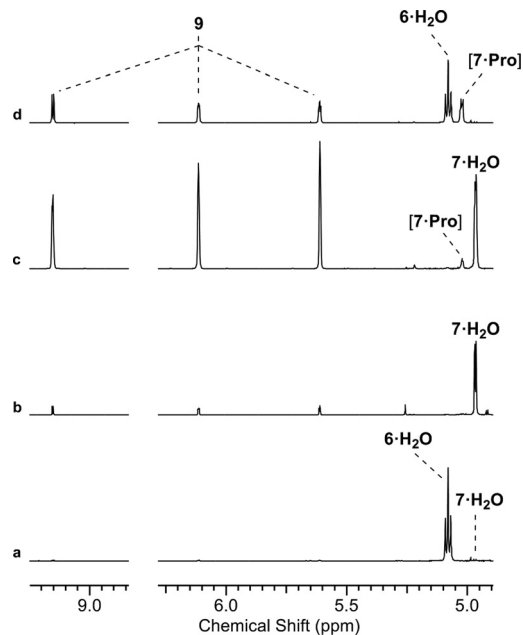 9
6·H₂O
[7·Pro]
d
7·H₂O
[7·Pro]
c
7·H₂O
b
6·H₂O
7·H₂O
a
9.0 6.0 5.5 5.0
Chemical Shift (ppm)